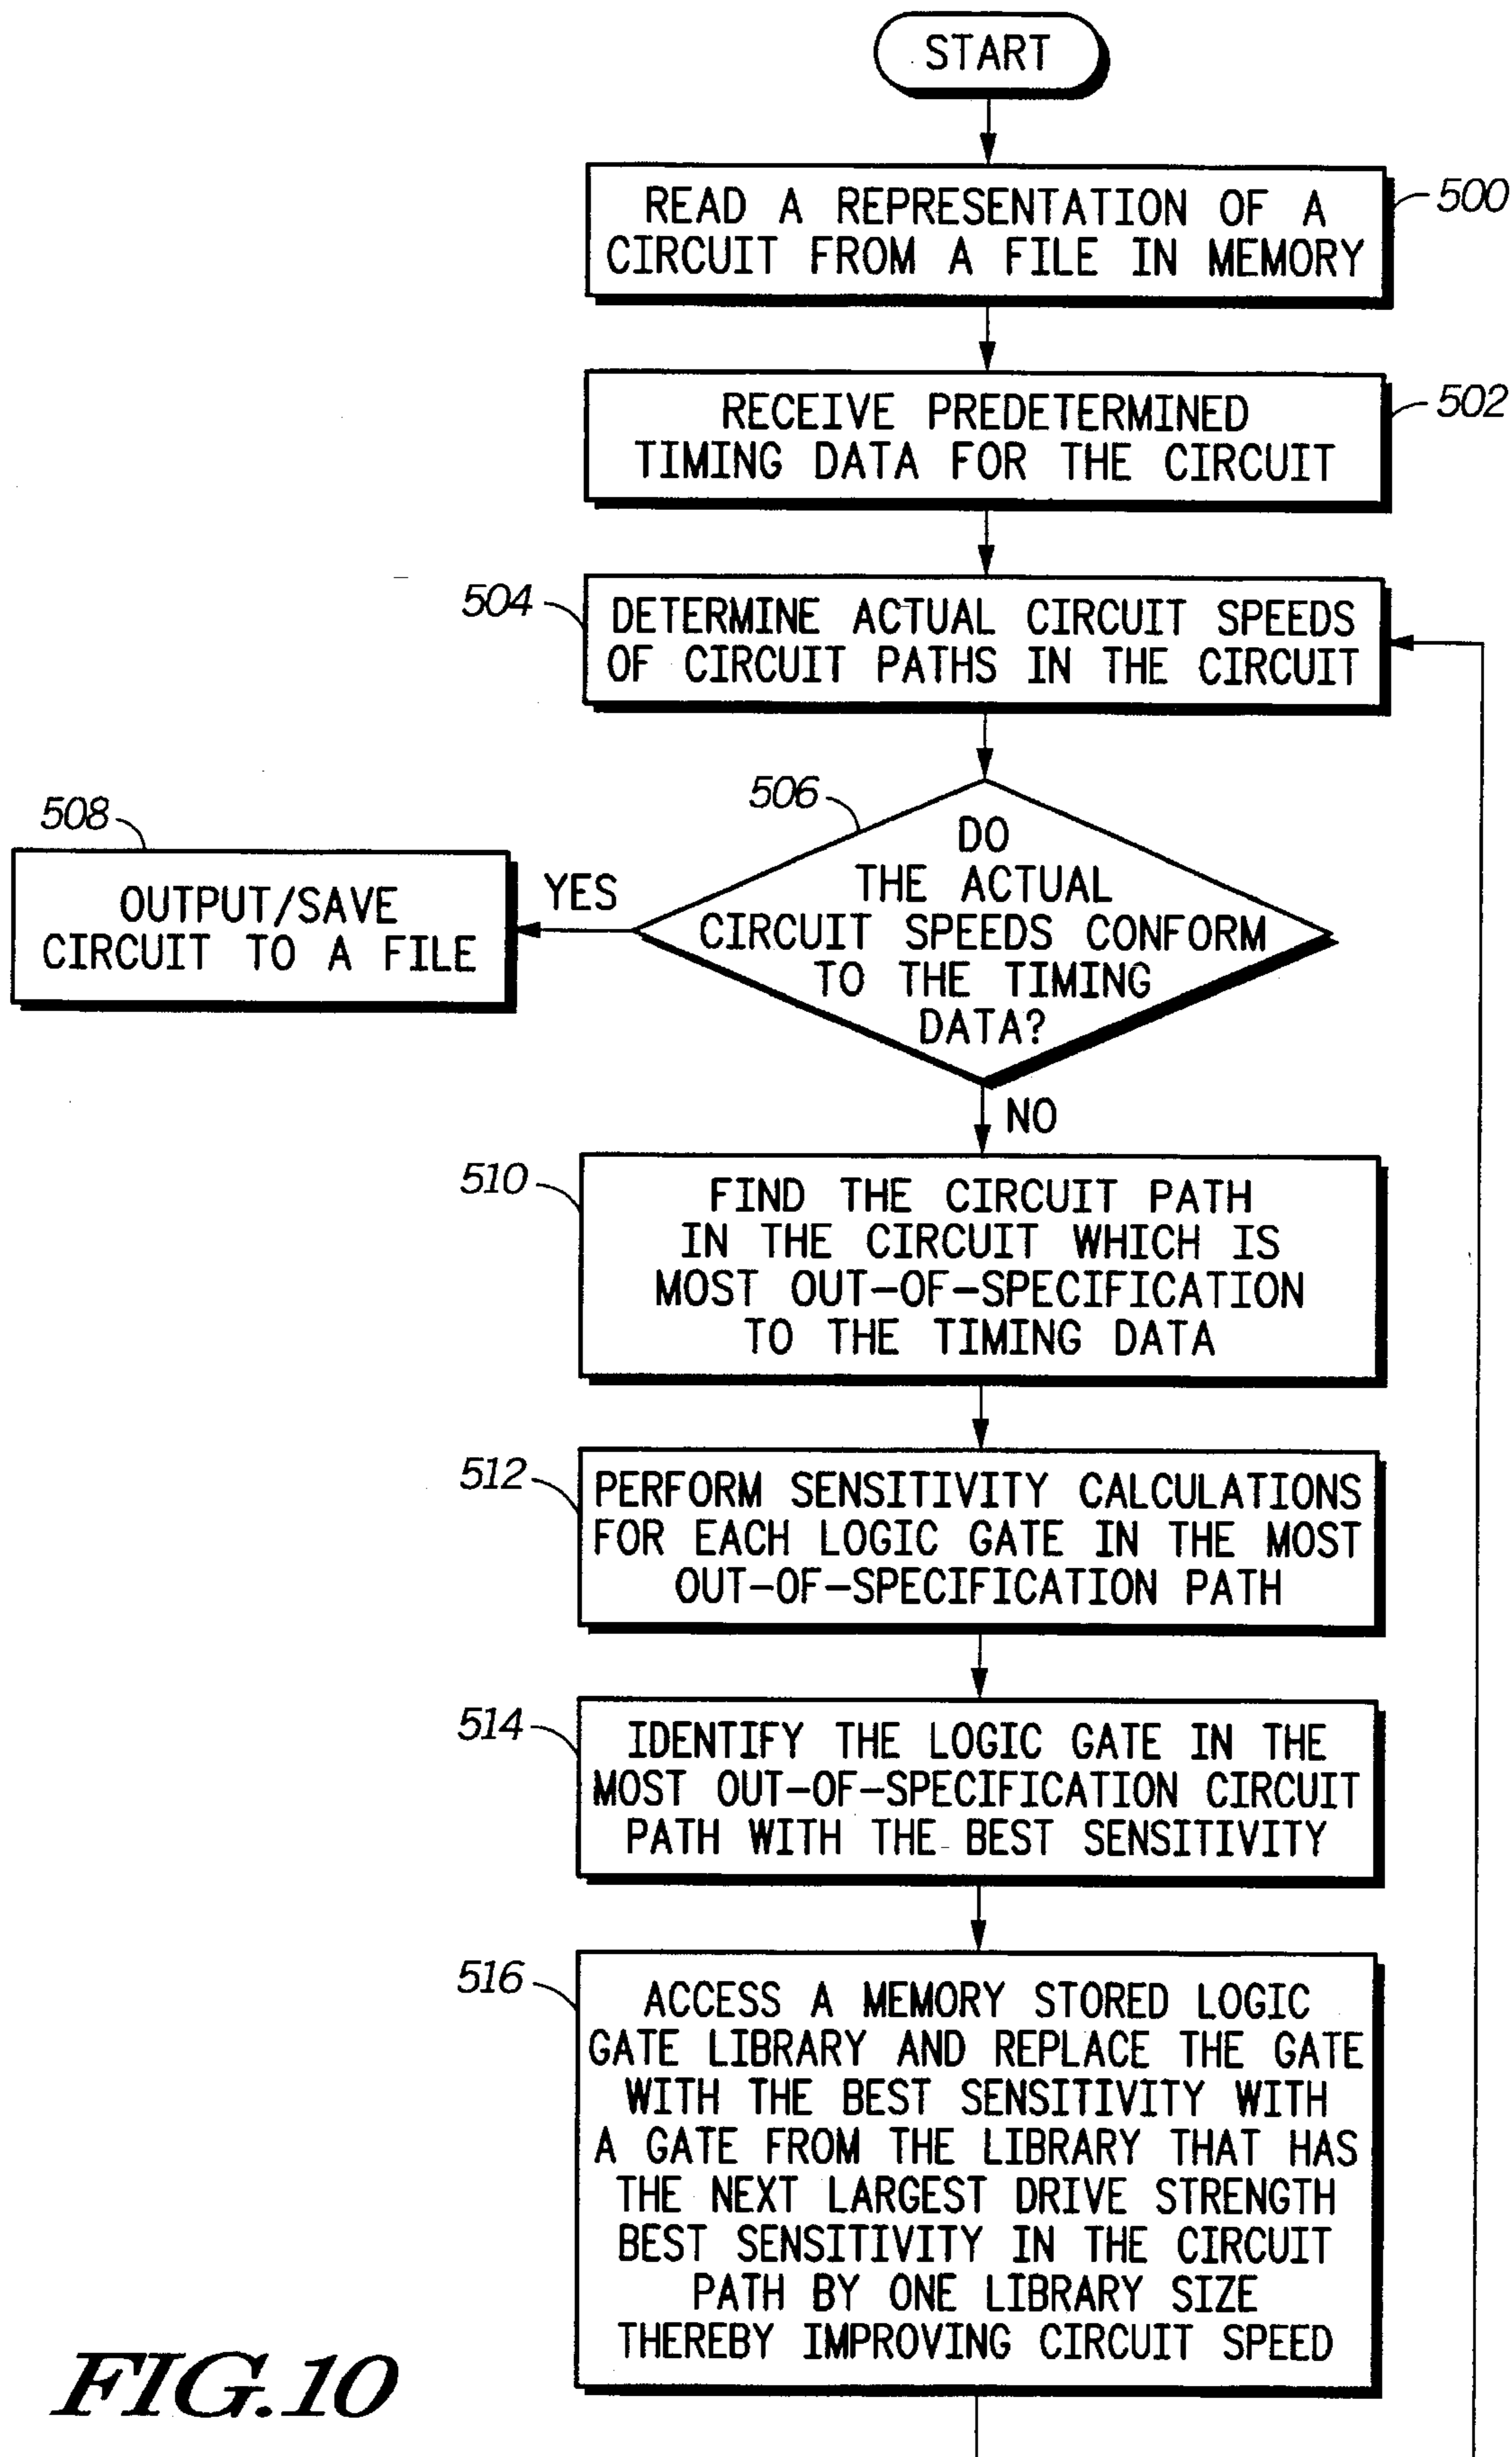 START
READ A REPRESENTATION OF A
CIRCUIT FROM A FILE IN MEMORY
500
RECEIVE PREDETERMINED
TIMING DATA FOR THE CIRCUIT
502
504
DETERMINE ACTUAL CIRCUIT SPEEDS
OF CIRCUIT PATHS IN THE CIRCUIT
506
DO
THE ACTUAL
CIRCUIT SPEEDS CONFORM
TO THE TIMING
DATA?
YES
508
OUTPUT/SAVE
CIRCUIT TO A FILE
NO
510
FIND THE CIRCUIT PATH
IN THE CIRCUIT WHICH IS
MOST OUT-OF-SPECIFICATION
TO THE TIMING DATA
512
PERFORM SENSITIVITY CALCULATIONS
FOR EACH LOGIC GATE IN THE MOST
OUT-OF-SPECIFICATION PATH
514
IDENTIFY THE LOGIC GATE IN THE
MOST OUT-OF-SPECIFICATION CIRCUIT
PATH WITH THE BEST SENSITIVITY
516
ACCESS A MEMORY STORED LOGIC
GATE LIBRARY AND REPLACE THE GATE
WITH THE BEST SENSITIVITY WITH
A GATE FROM THE LIBRARY THAT HAS
THE NEXT LARGEST DRIVE STRENGTH
BEST SENSITIVITY IN THE CIRCUIT
PATH BY ONE LIBRARY SIZE
THEREBY IMPROVING CIRCUIT SPEED
FIG.10